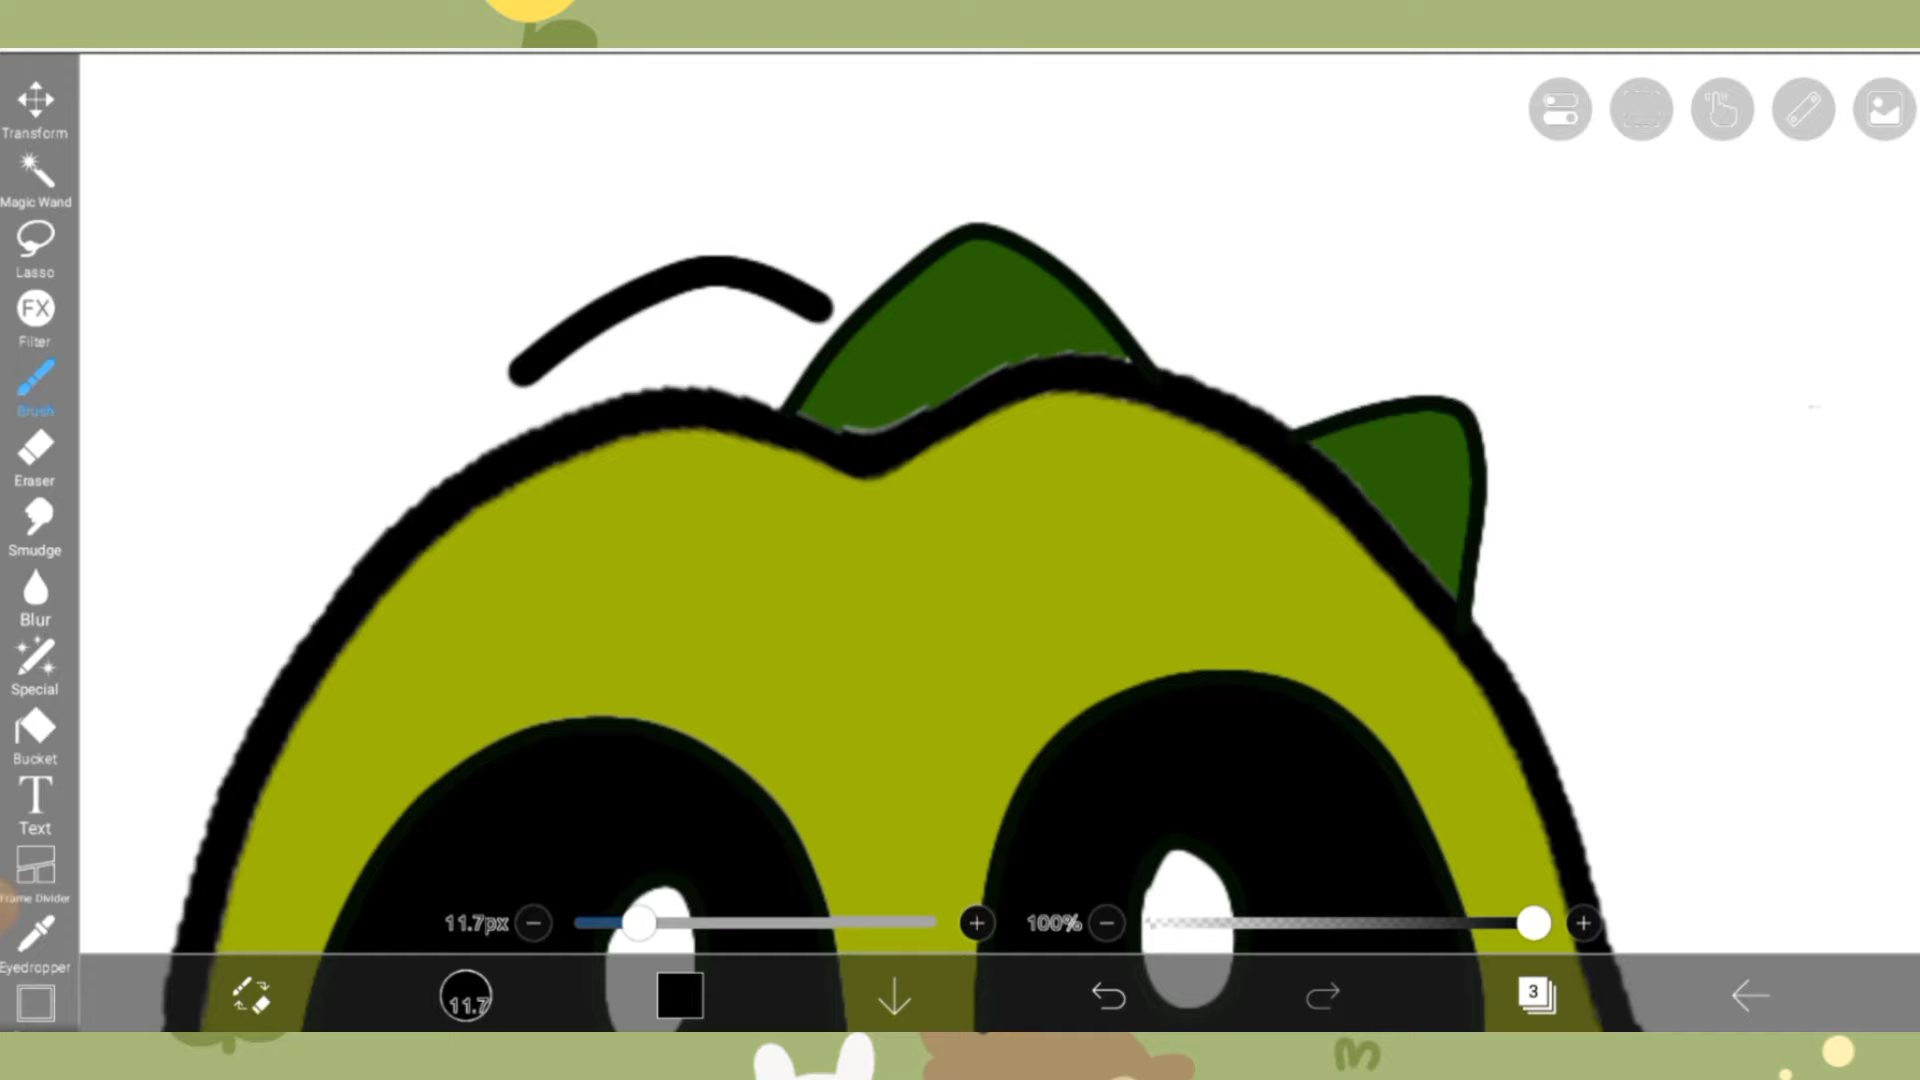 Transform
Magic Wand
Lasso
FX
Filter
Brush
Eraser
Smudge
Blur
Special
Bucket
T
Text
Frame Divider
Eyedropper
11.7px
100%
11.7
3